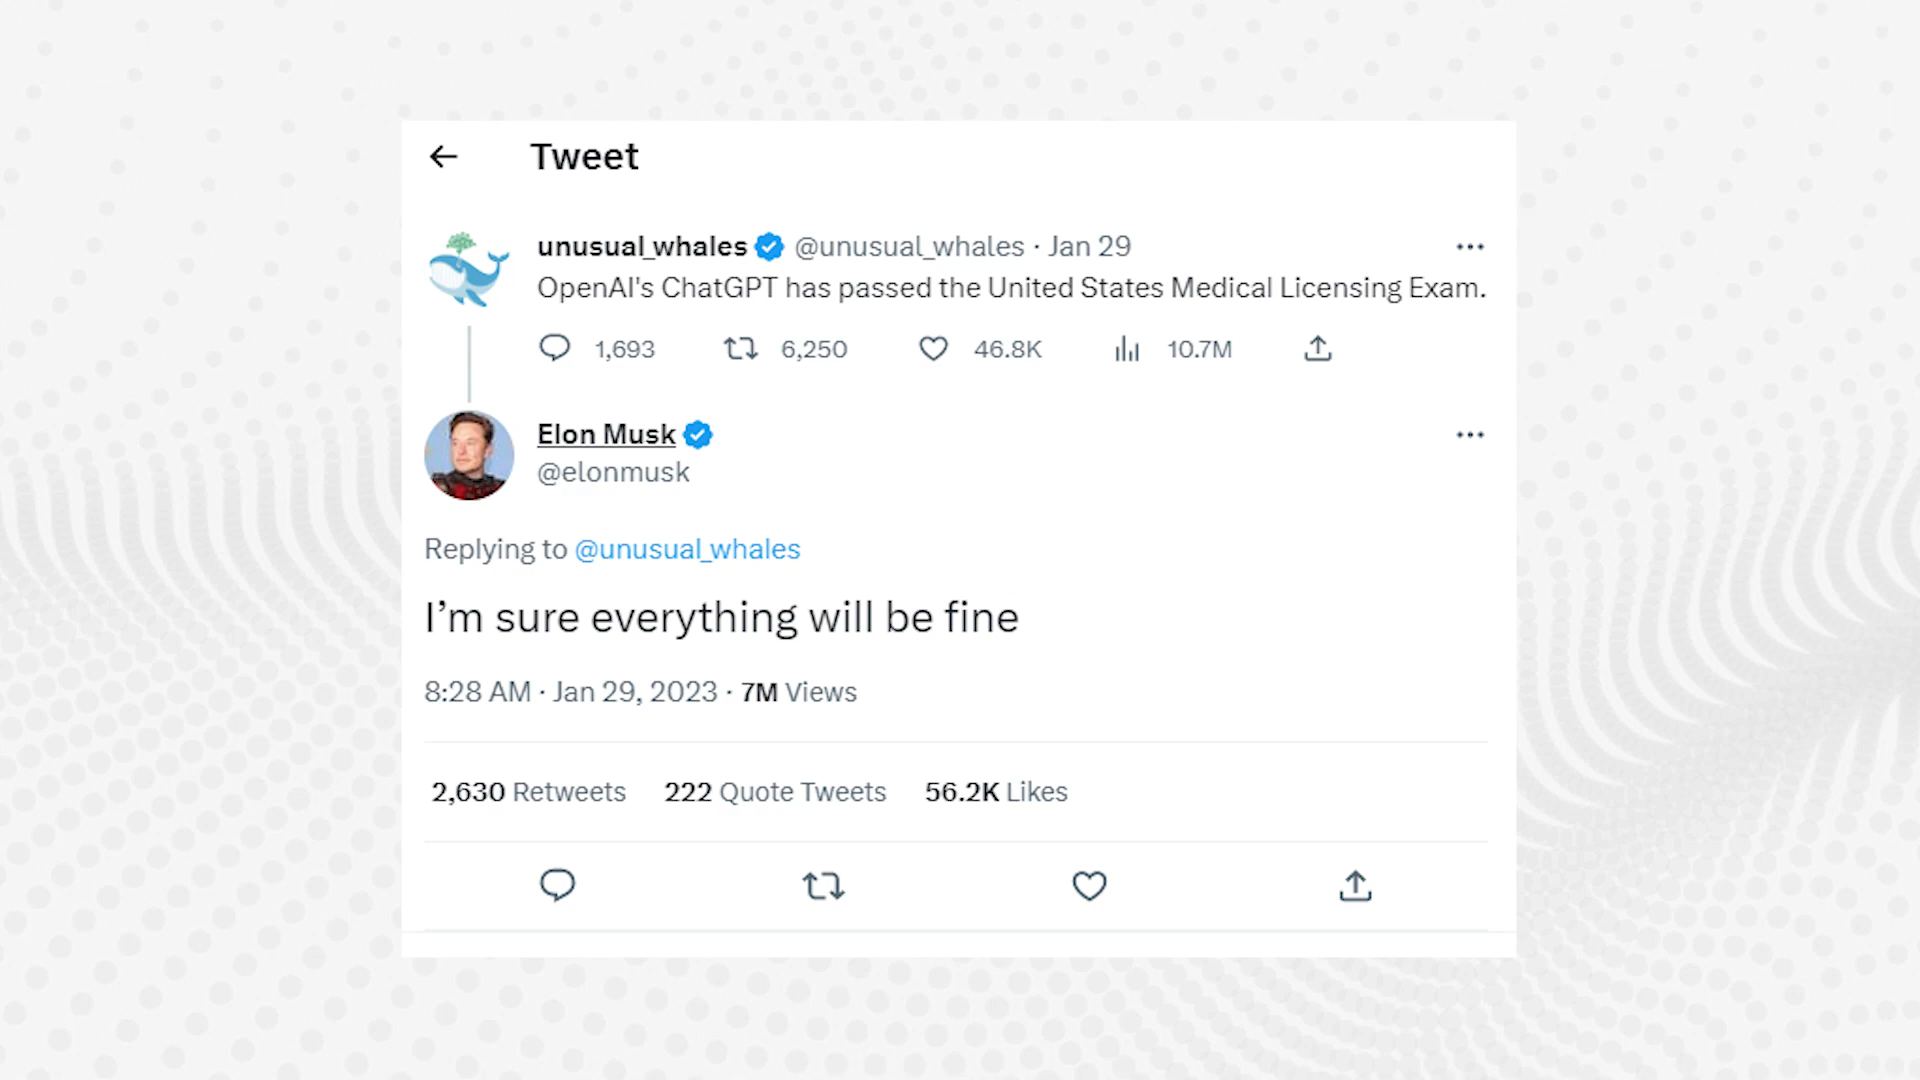 Tweet
unusual_whales @unusual_whales · Jan 29
OpenAI's ChatGPT has passed the United States Medical Licensing Exam.
1,693 6,250 46.8K 10.7M
Elon Musk
@elonmusk
Replying to @unusual_whales
I’m sure everything will be fine
8:28 AM · Jan 29, 2023 · 7M Views
2,630 Retweets 222 Quote Tweets 56.2K Likes